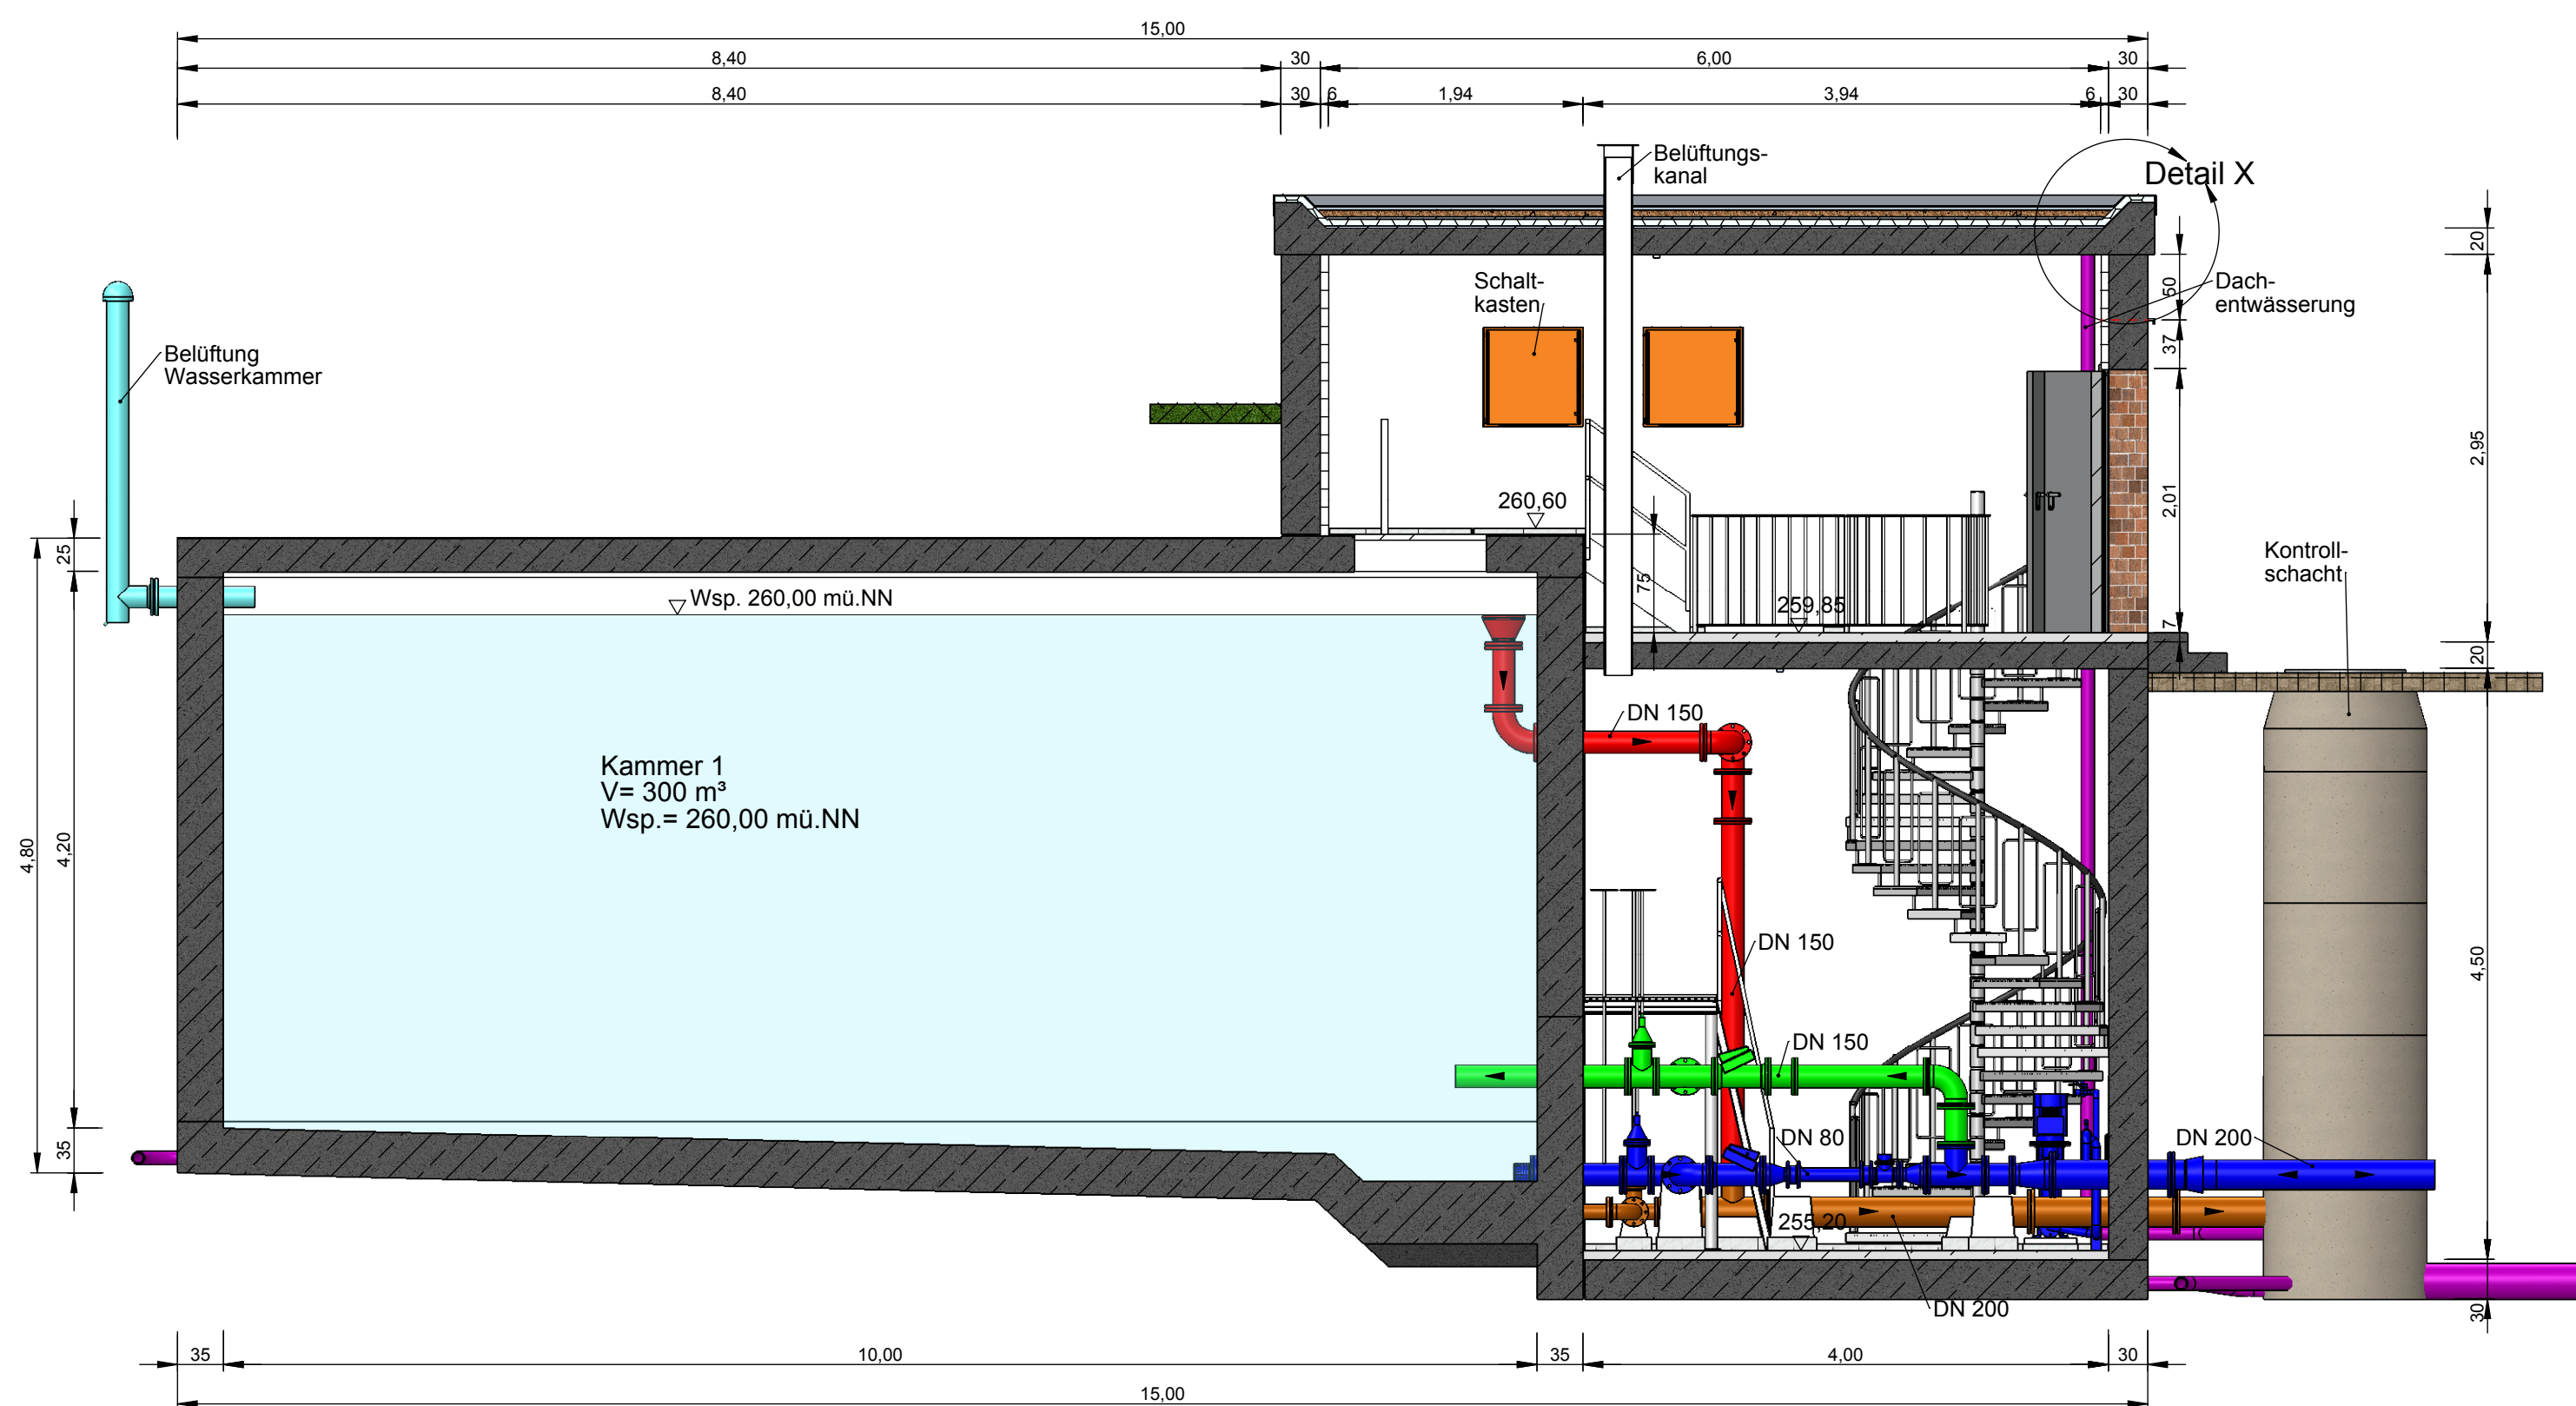 15,00
8,40 30 6,00 30
8,40 30 6 1,94 3,94 6 30
Belüftungs-
kanal
Detail X
20
Schalt-
kasten
50
Dach-
entwässerung
37
Belüftung
Wasserkammer
2,95
2,01
260,60
25
Kontroll-
schacht
75
Wsp. 260,00 mü.NN
259,85
7
20
DN 150
Kammer 1
V= 300 m³
Wsp.= 260,00 mü.NN
4,80
4,20
DN 150
4,50
DN 150
35
DN 80
DN 200
255,20
DN 200
30
35 10,00 35 4,00 30
15,00